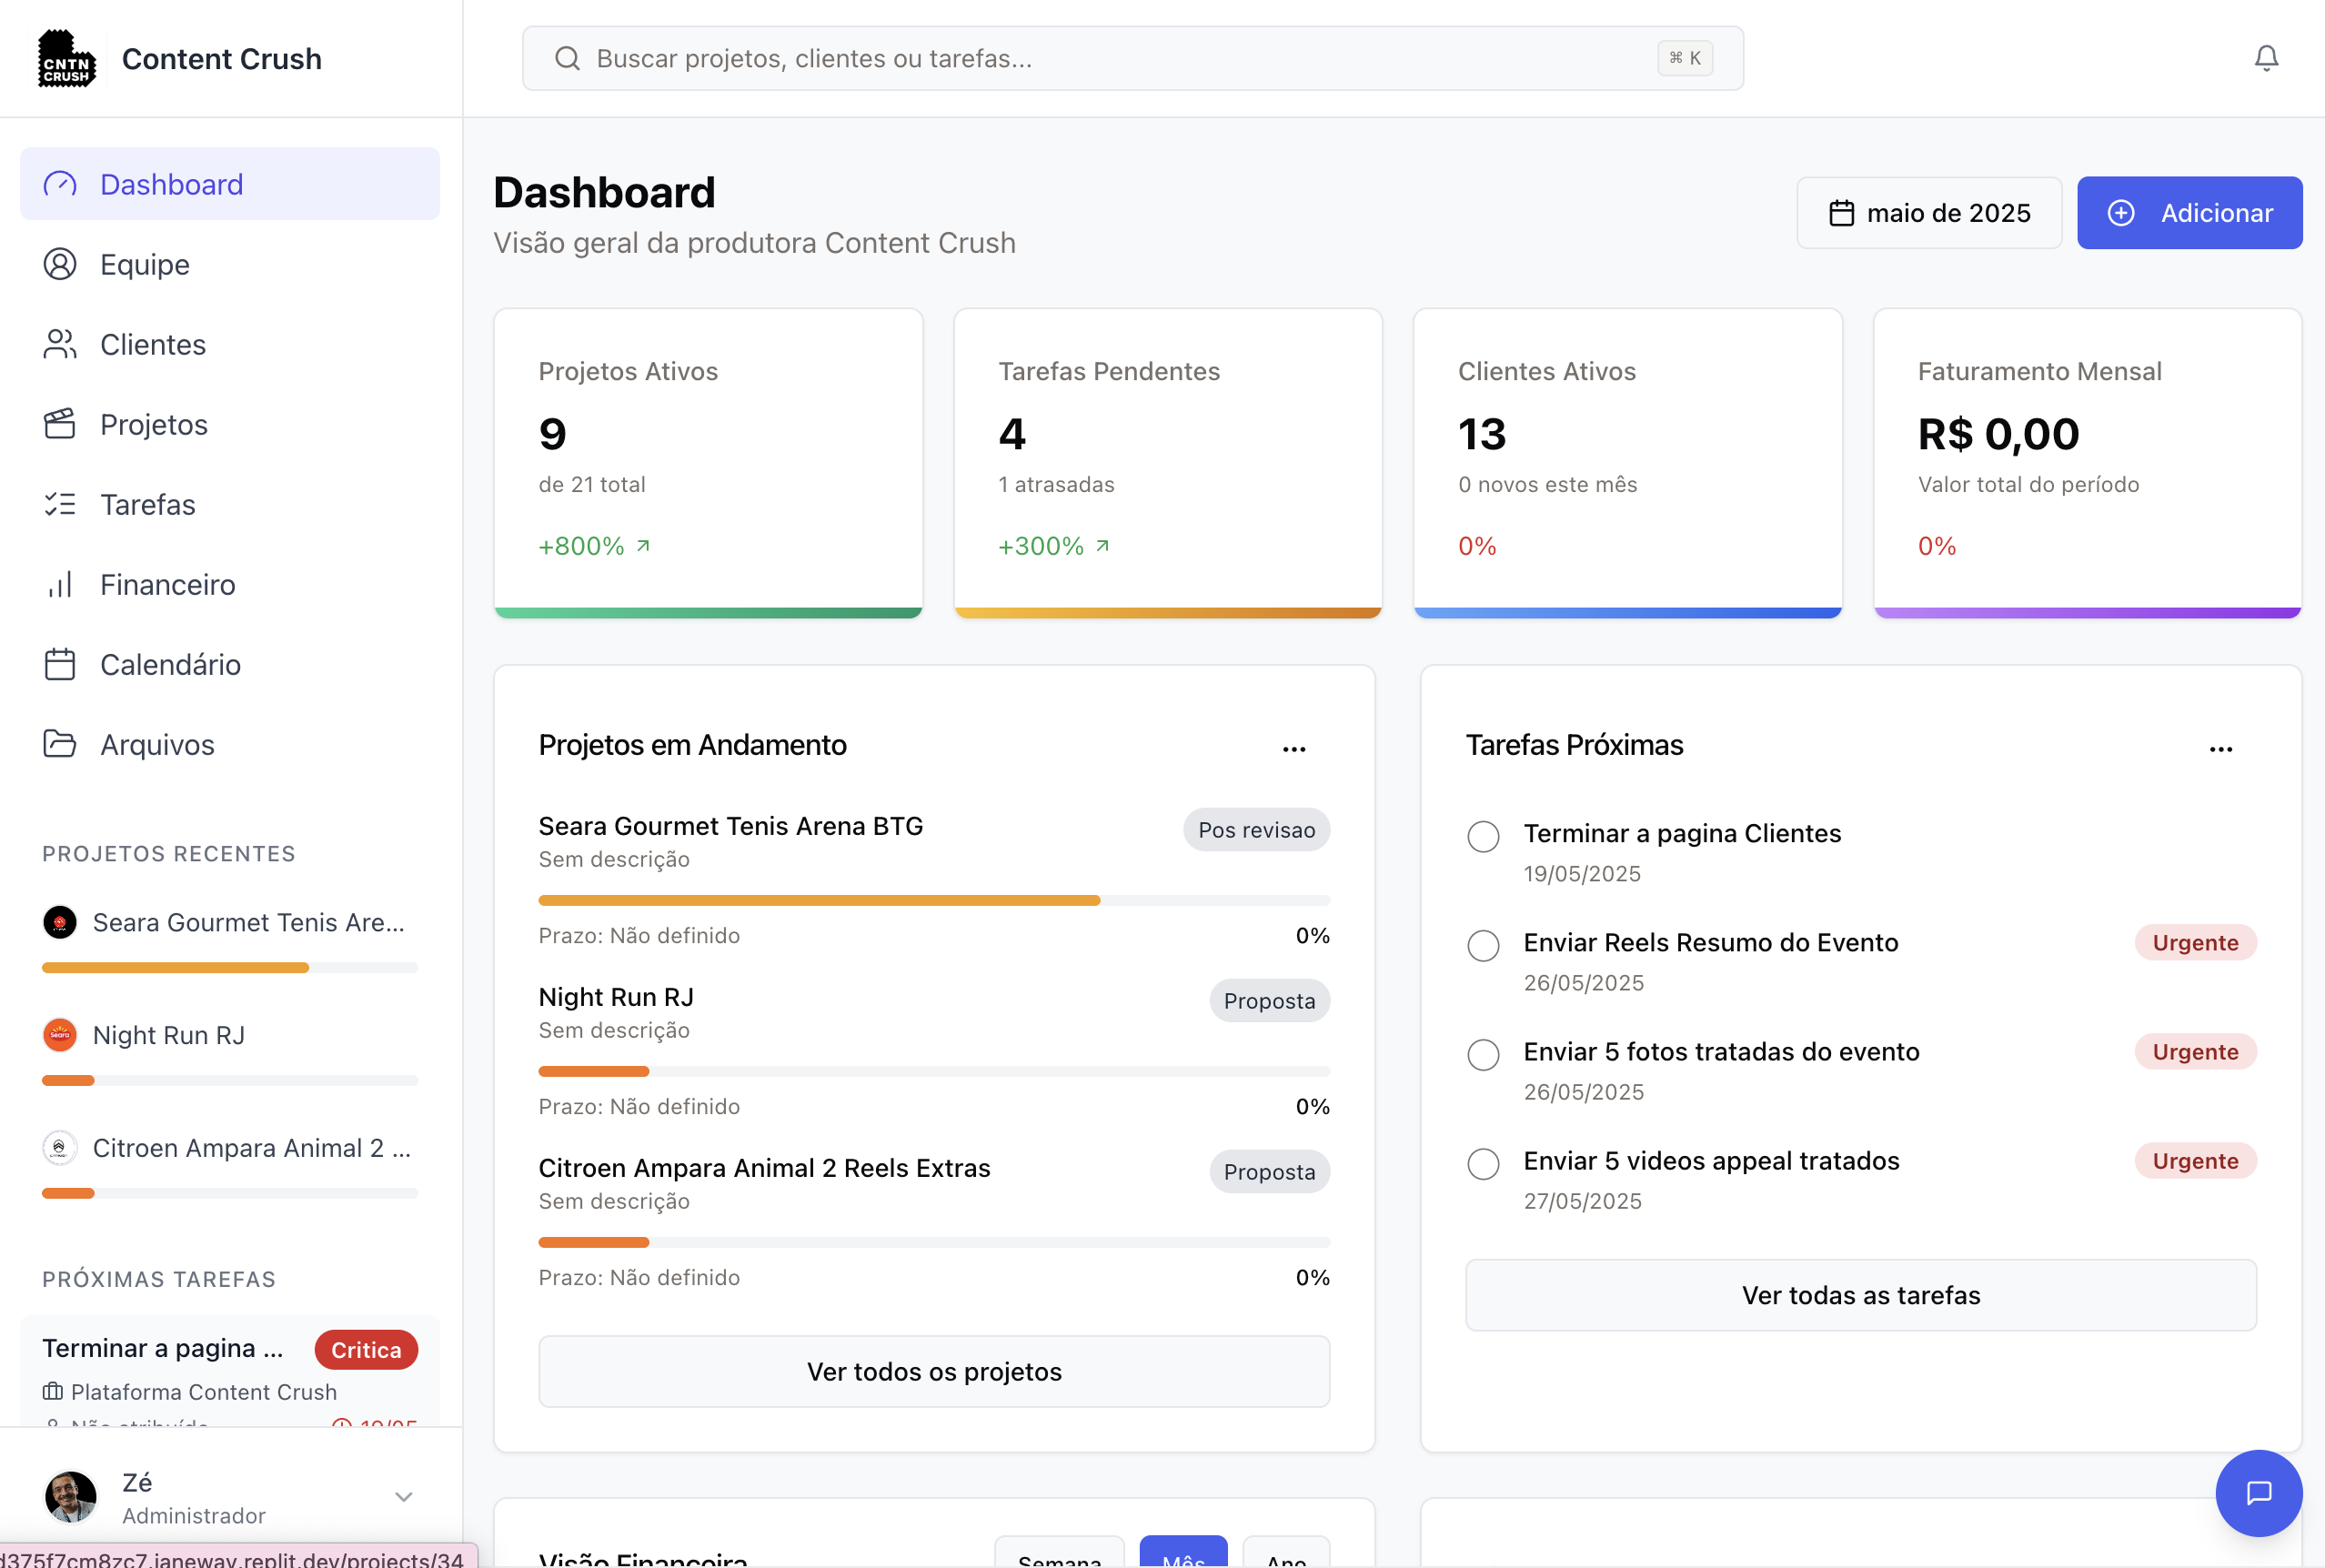 CNTN
CRUSH
Content Crush
Buscar projetos, clientes ou tarefas...
⌘ K
Dashboard
Equipe
Clientes
Projetos
Tarefas
Financeiro
Calendário
Arquivos
PROJETOS RECENTES
Seara Gourmet Tenis Are...
Night Run RJ
Citroen Ampara Animal 2 ...
PRÓXIMAS TAREFAS
Terminar a pagina ...
Critica
Plataforma Content Crush
Não atribuído
19/05
Zé
Administrador
d375f7cm8zc7.janeway.replit.dev/projects/34
Dashboard
Visão geral da produtora Content Crush
maio de 2025
Adicionar
Projetos Ativos
9
de 21 total
+800%
Tarefas Pendentes
4
1 atrasadas
+300%
Clientes Ativos
13
0 novos este mês
0%
Faturamento Mensal
R$ 0,00
Valor total do período
0%
Projetos em Andamento
...
Seara Gourmet Tenis Arena BTG
Pos revisao
Sem descrição
Prazo: Não definido
0%
Night Run RJ
Proposta
Sem descrição
Prazo: Não definido
0%
Citroen Ampara Animal 2 Reels Extras
Proposta
Sem descrição
Prazo: Não definido
0%
Ver todos os projetos
Tarefas Próximas
...
Terminar a pagina Clientes
19/05/2025
Enviar Reels Resumo do Evento
Urgente
26/05/2025
Enviar 5 fotos tratadas do evento
Urgente
26/05/2025
Enviar 5 videos appeal tratados
Urgente
27/05/2025
Ver todas as tarefas
Visão Financeira
Semana
Mês
Ano